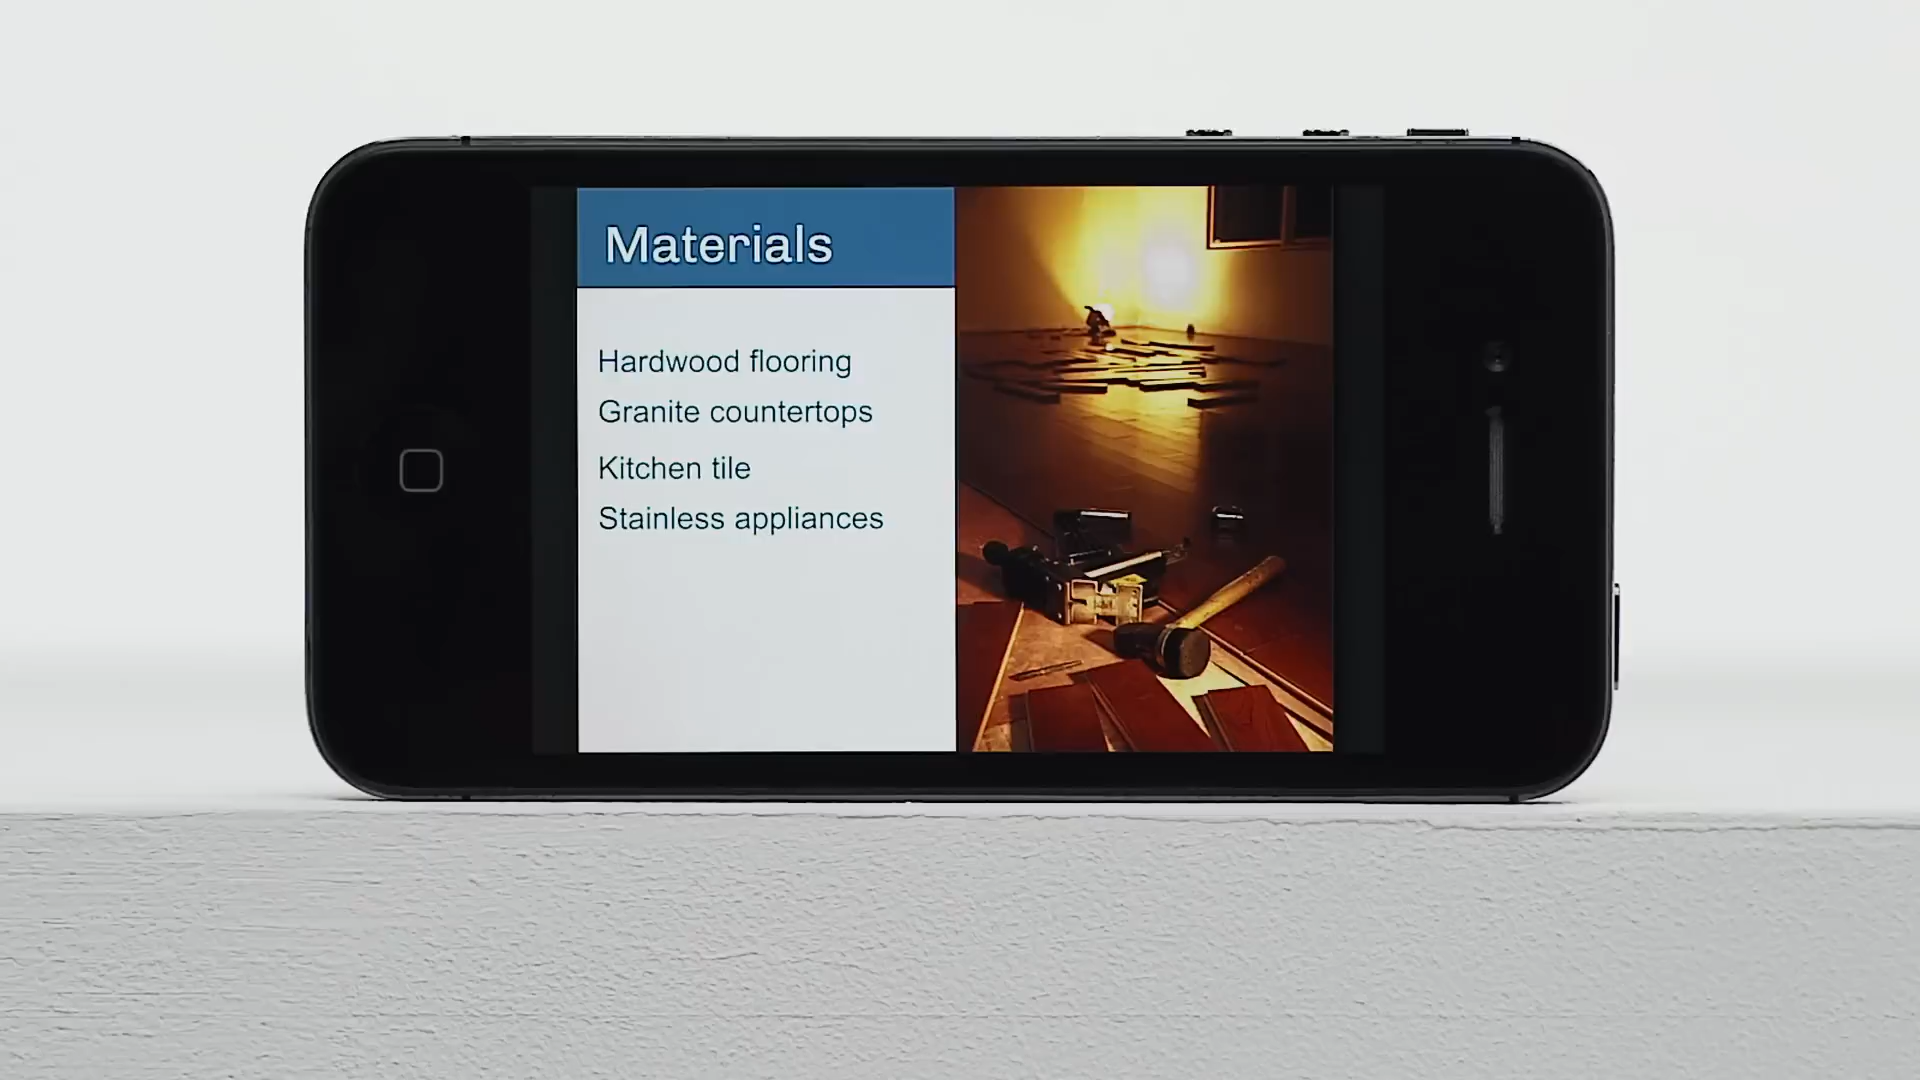 Materials
Hardwood flooring
Granite countertops
Kitchen tile
Stainless appliances